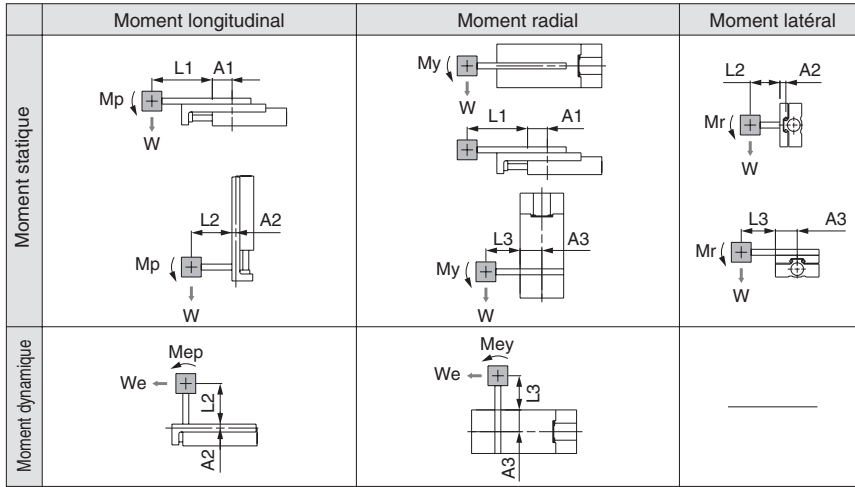 Moment longitudinal
Moment radial
Moment latéral
Moment statique
L1 A1
Mp
W
L2 A2
Mp
W
My
W
L1 A1
L3 A3
My
W
L2 A2
Mr
W
L3 A3
Mr
W
Moment dynamique
Mep
We
L2
A2
Mey
We
L3
A3